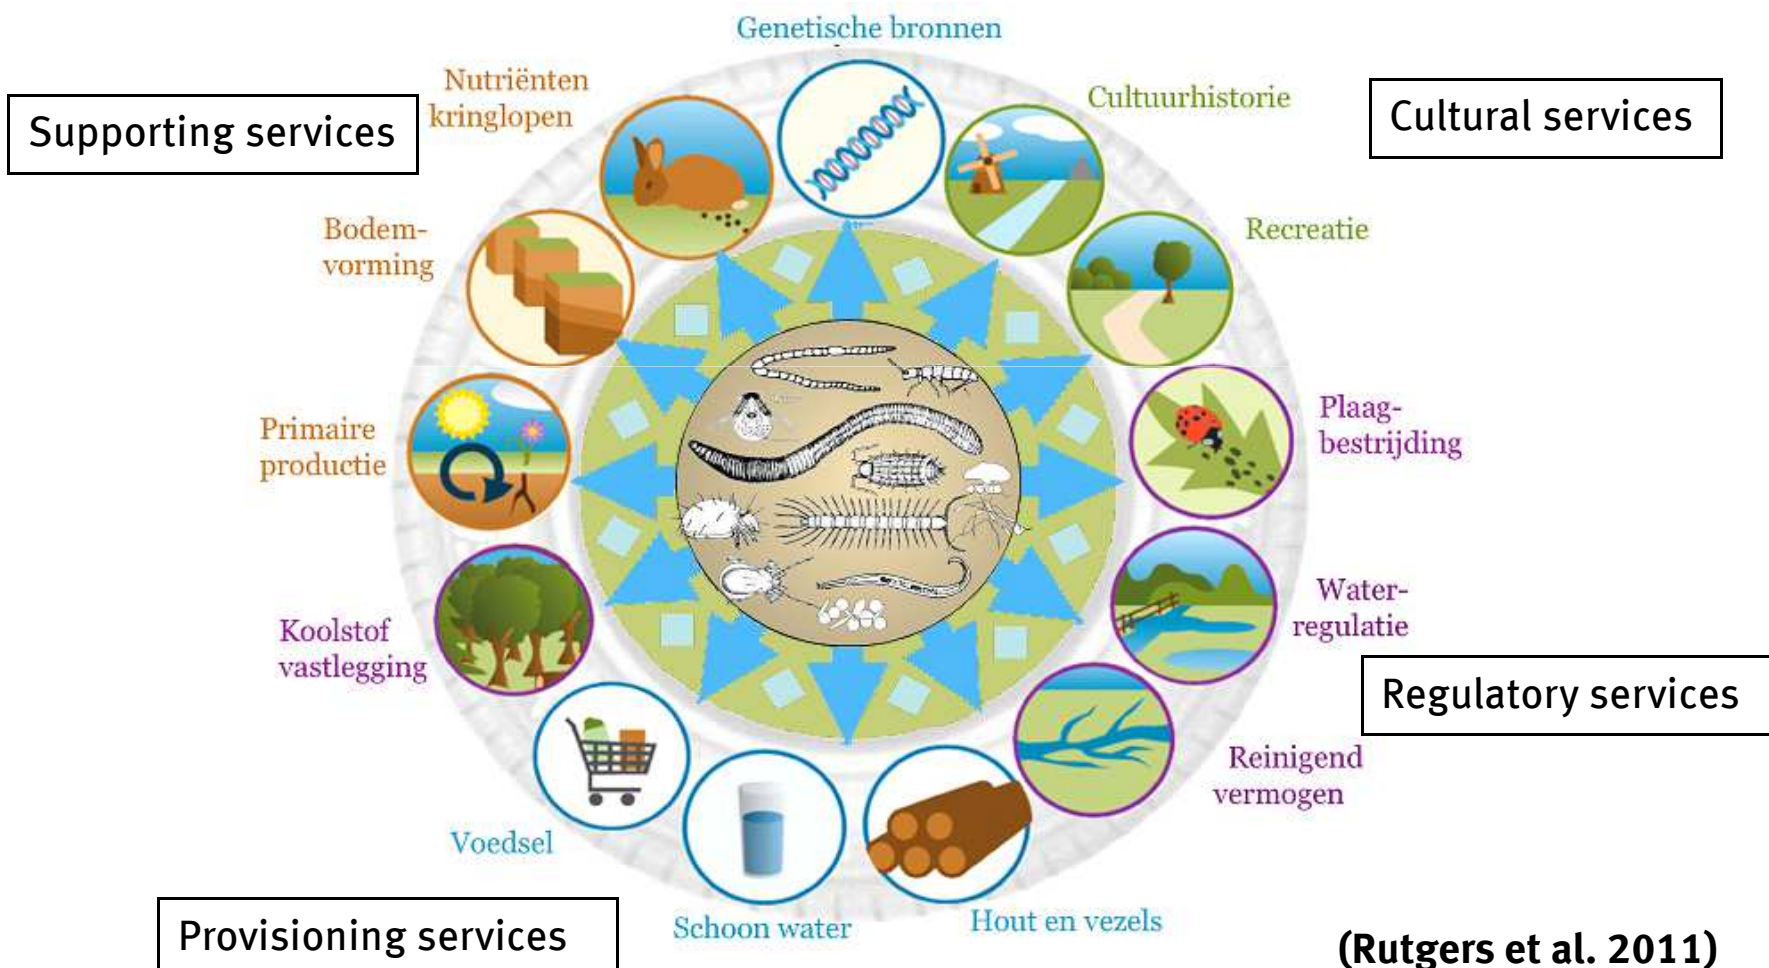 Genetische bronnen
Nutriënten
kringlopen
Cultuurhistorie
Supporting services
Cultural services
Bodem-
vorming
Recreatie
Primaire
productie
Plaag-
bestrijding
Koolstof
vastlegging
Water-
regulatie
Regulatory services
Reinigend
vermogen
Voedsel
Schoon water
Hout en vezels
Provisioning services
(Rutgers et al. 2011)